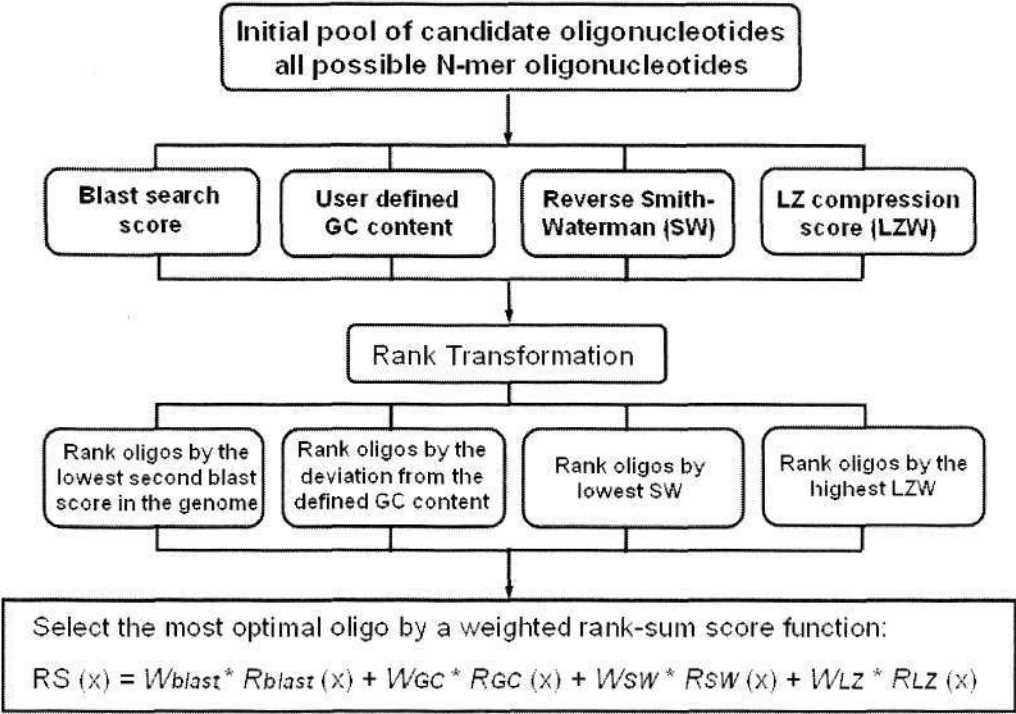 Initial pool of candidate oligonucleotides
all possible N-mer oligonucleotides
Blast search
score
User defined
GC content
Reverse Smith-
Waterman (SW)
LZ compression
score (LZW)
Rank Transformation
Rank oligos by the
lowest second blast
score in the genome
Rank oligos by the
deviation from the
defined GC content
Rank oligos by
lowest SW
Rank oligos by the
highest LZW
Select the most optimal oligo by a weighted rank-sum score function:
RS (x) = Wblast* Rblast (x) + WGC * RGC (x) + WSW * RSW (x) + WLZ * RLZ (x)